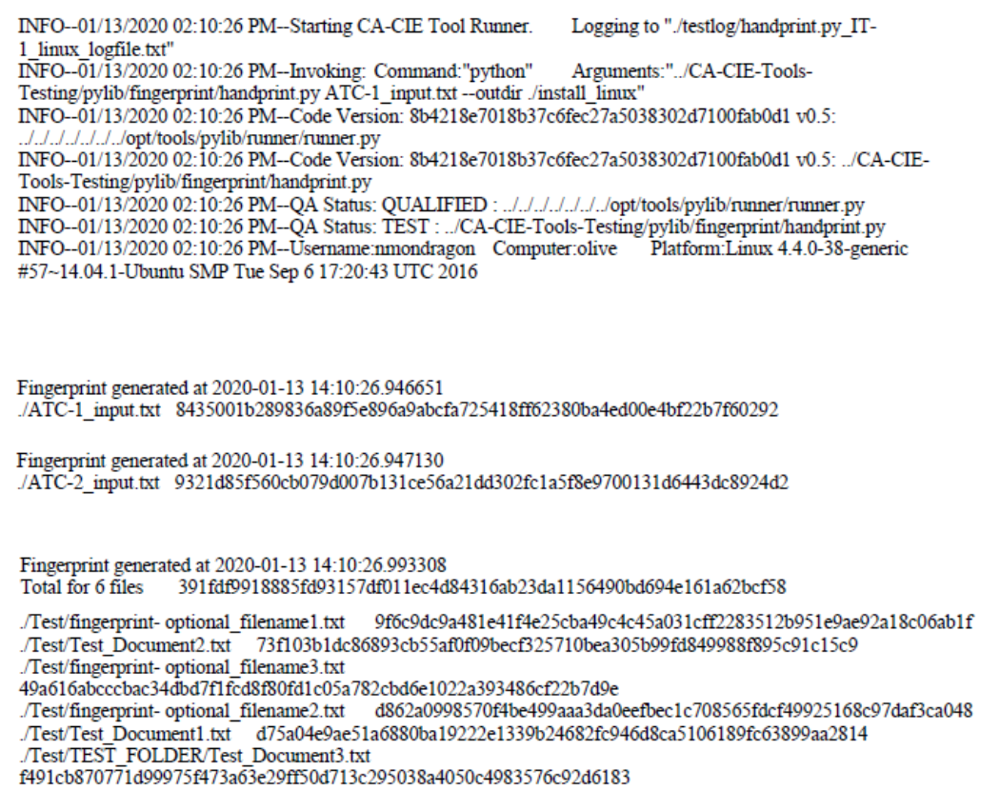 INFO--01/13/2020 02:10:26 PM--Starting CA-CIE Tool Runner. Logging to "./testlog/handprint.py_IT-
1_linux_logfile.txt"
INFO--01/13/2020 02:10:26 PM--Invoking: Command:"python" Arguments:"../CA-CIE-Tools-
Testing/pylib/fingerprint/handprint.py ATC-1_input.txt --outdir ./install_linux"
INFO--01/13/2020 02:10:26 PM--Code Version: 8b4218e7018b37c6fec27a5038302d7100fab0d1 v0.5:
../../../../../../../opt/tools/pylib/runner/runner.py
INFO--01/13/2020 02:10:26 PM--Code Version: 8b4218e7018b37c6fec27a5038302d7100fab0d1 v0.5: ../CA-CIE-
Tools-Testing/pylib/fingerprint/handprint.py
INFO--01/13/2020 02:10:26 PM--QA Status: QUALIFIED : ../../../../../../../opt/tools/pylib/runner/runner.py
INFO--01/13/2020 02:10:26 PM--QA Status: TEST : ../CA-CIE-Tools-Testing/pylib/fingerprint/handprint.py
INFO--01/13/2020 02:10:26 PM--Username:nmondragon Computer:olive Platform:Linux 4.4.0-38-generic
#57~14.04.1-Ubuntu SMP Tue Sep 6 17:20:43 UTC 2016
Fingerprint generated at 2020-01-13 14:10:26.946651
./ATC-1_input.txt 8435001b289836a89f5e896a9abcfa725418ff62380ba4ed00e4bf22b7f60292
Fingerprint generated at 2020-01-13 14:10:26.947130
./ATC-2_input.txt 9321d85f560cb079d007b131ce56a21dd302fc1a5f8e9700131d6443dc8924d2
Fingerprint generated at 2020-01-13 14:10:26.993308
Total for 6 files 391fdf9918885fd93157df011ec4d84316ab23da1156490bd694e161a62bcf58
./Test/fingerprint- optional_filename1.txt 9f6c9dc9a481e41f4e25cba49c4c45a031cff2283512b951e9ae92a18c06ab1f
./Test/Test_Document2.txt 73f103b1dc86893cb55af0f09becf325710bea305b99fd849988f895c91c15c9
./Test/fingerprint- optional_filename3.txt
49a616abcccbac34dbd7f1fcd8f80fd1c05a782cbd6e1022a393486cf22b7d9e
./Test/fingerprint- optional_filename2.txt d862a0998570f4be499aaa3da0eefbec1c708565fdcf49925168c97daf3ca048
./Test/Test_Document1.txt d75a04e9ae51a6880ba19222e1339b24682fc946d8ca5106189fc63899aa2814
./Test/TEST_FOLDER/Test_Document3.txt
f491cb870771d99975f473a63e29ff50d713c295038a4050c4983576c92d6183